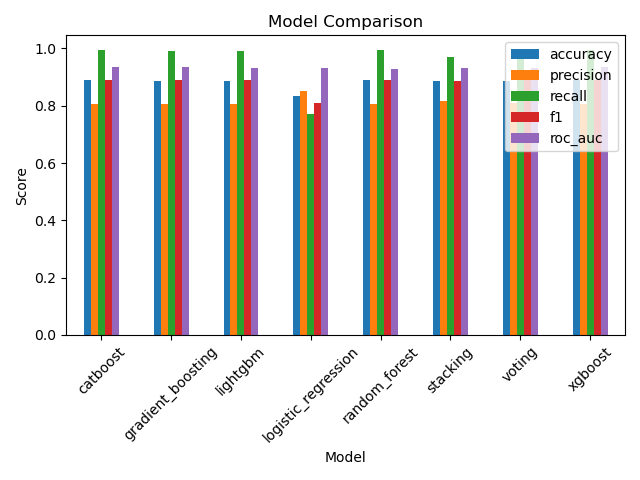 Model Comparison
1.0
0.8
0.6
0.4
0.2
0.0
Score
accuracy
precision
recall
f1
roc_auc
catboost
gradient_boosting
lightgbm
logistic_regression
random_forest
stacking
voting
xgboost
Model